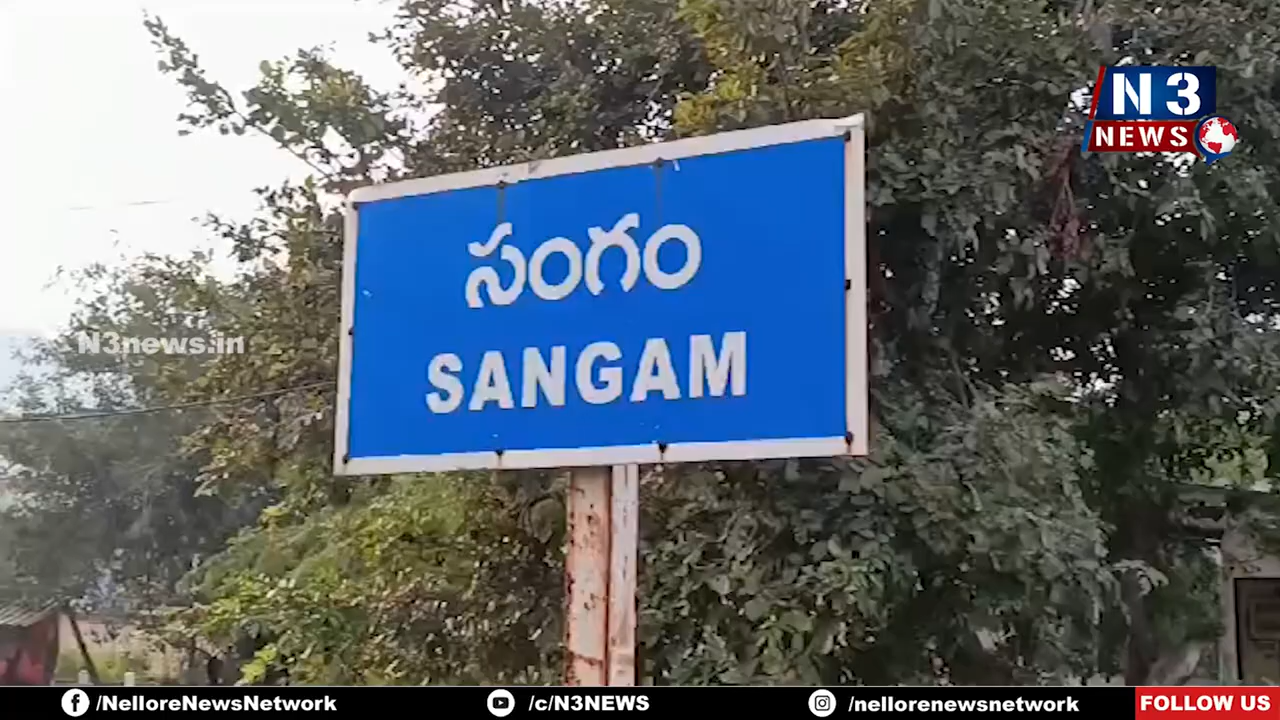 N3
NEWS
సంగం
N3news.in
SANGAM
/NelloreNewsNetwork
/c/N3NEWS
/nellorenewsnetwork
FOLLOW US